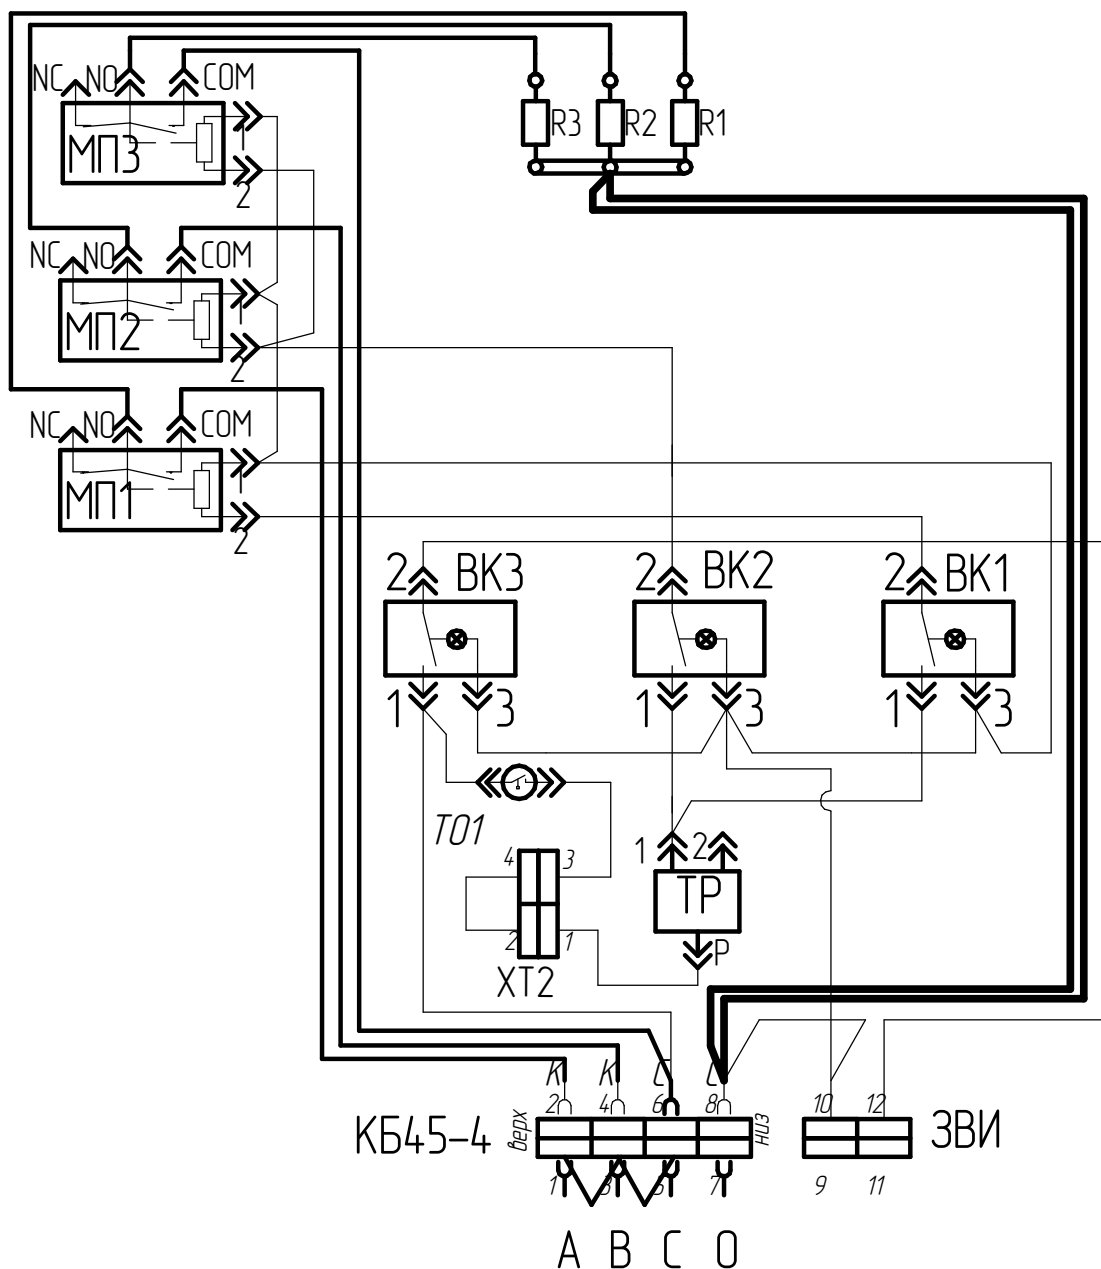 NC NO COM
R3 R2 R1
МП3
1
2
NC NO COM
МП2
1
2
NC NO COM
МП1
1
2
2 ВК3 2 ВК2 2 ВК1
1 3 1 3 1 3
ТО1
1 2
4 3
ТР
2 1
Р
ХТ2
К К С С
2 4 6 8 10 12
КБ45-4 верх низ ЗВИ
1 3 5 7 9 11
А В С О